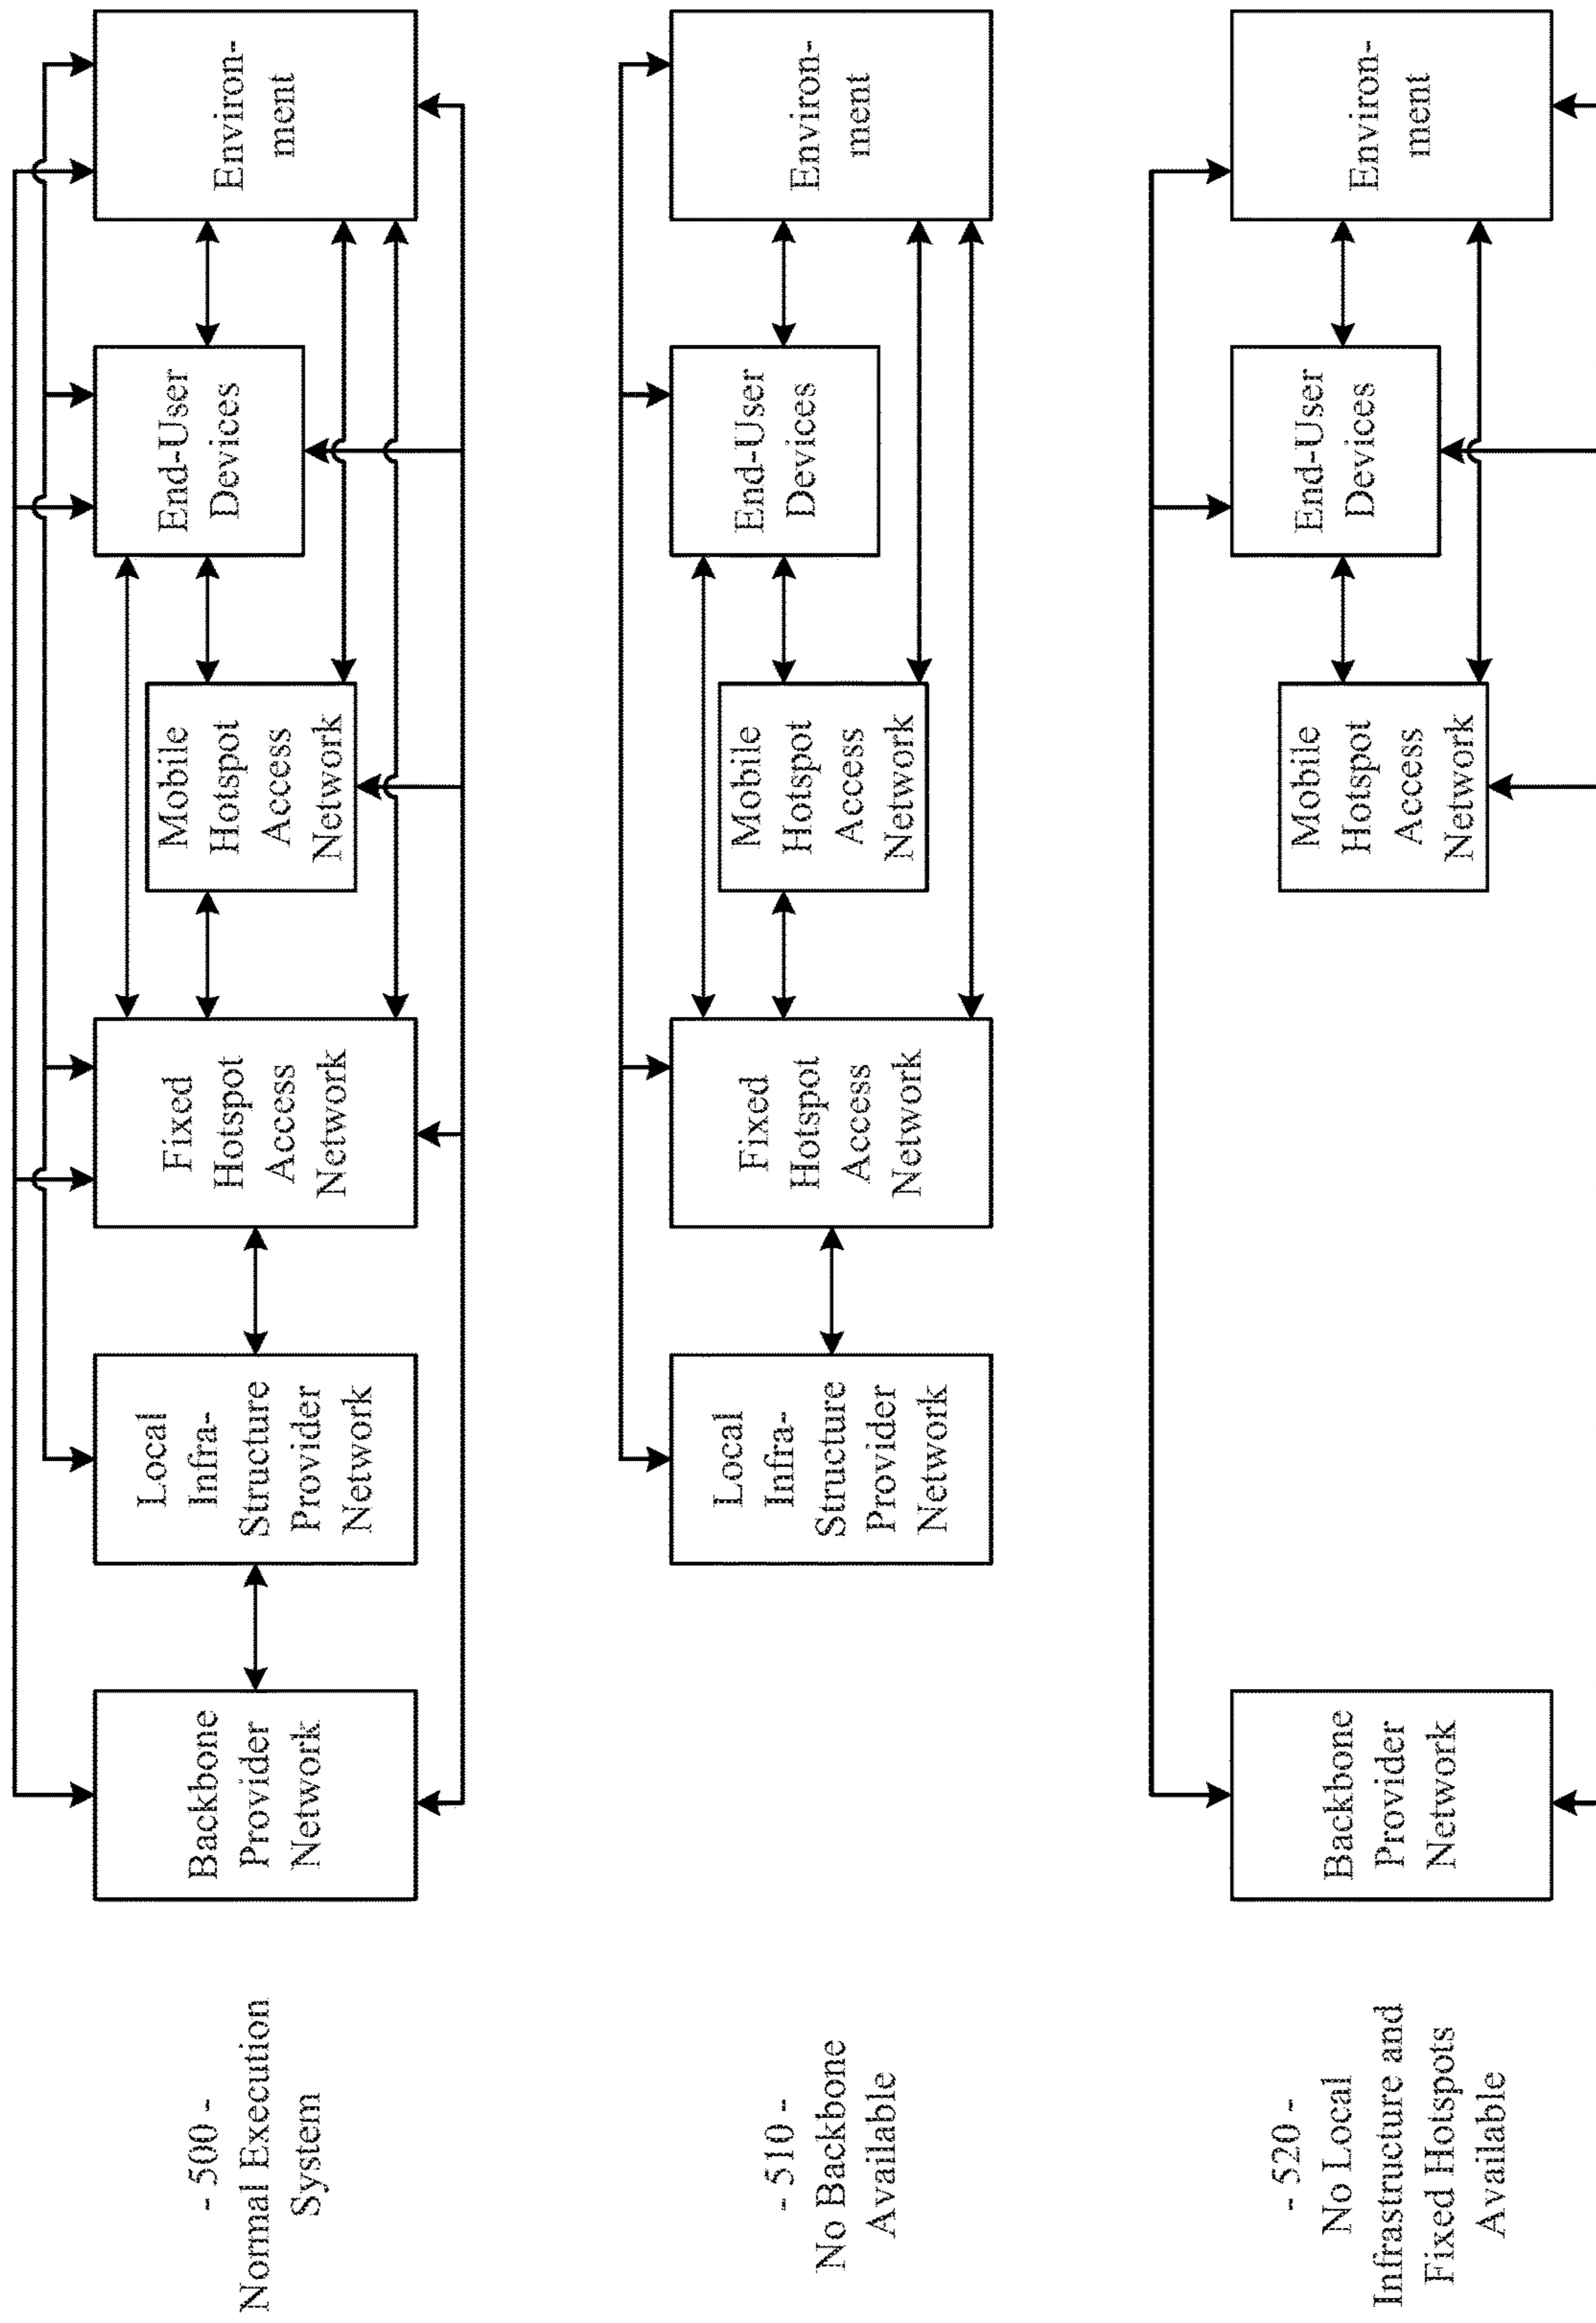 - 500 -
Normal Execution
System
Backbone
Provider
Network
Local
Infra-
Structure
Provider
Network
Fixed
Hotspot
Access
Network
Mobile
Hotspot
Access
Network
End-User
Devices
Environ-
ment
- 510 -
No Backbone
Available
Local
Infra-
Structure
Provider
Network
Fixed
Hotspot
Access
Network
Mobile
Hotspot
Access
Network
End-User
Devices
Environ-
ment
- 520 -
No Local
Infrastructure and
Fixed Hotspots
Available
Backbone
Provider
Network
Mobile
Hotspot
Access
Network
End-User
Devices
Environ-
ment